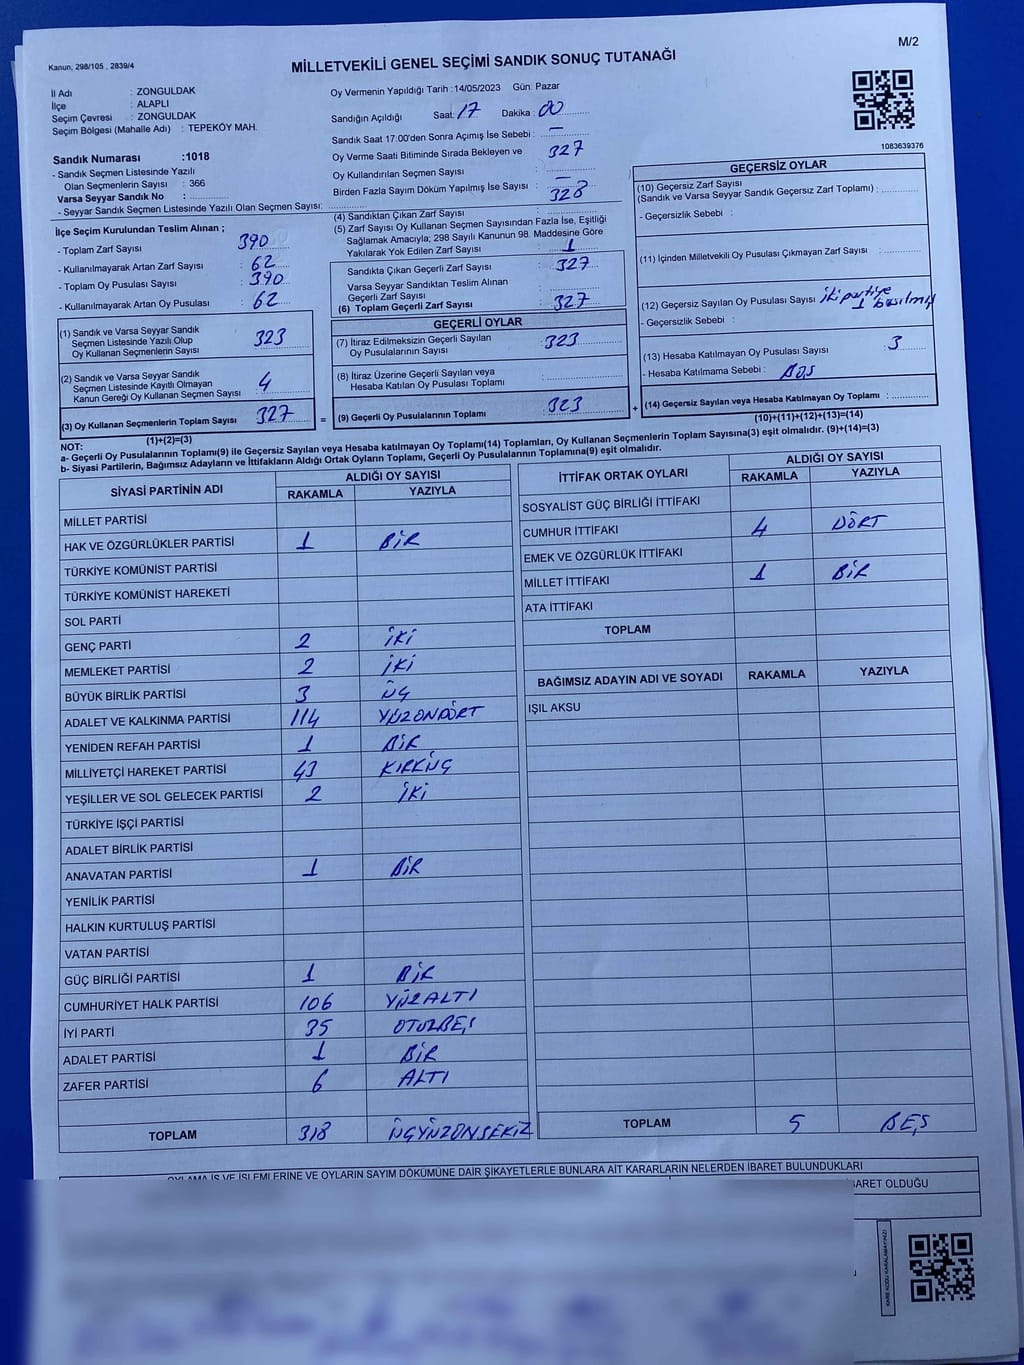 M/2
Kanun; 298/105 , 2839/4
MİLLETVEKİLİ GENEL SEÇİMİ SANDIK SONUÇ TUTANAĞI
İl Adı : ZONGULDAK
İlçe : ALAPLI
Seçim Çevresi : ZONGULDAK
Seçim Bölgesi (Mahalle Adı) : TEPEKÖY MAH.
Sandık Numarası :1018
- Sandık Seçmen Listesinde Yazılı
Olan Seçmenlerin Sayısı : 366
Varsa Seyyar Sandık No :
- Seyyar Sandık Seçmen Listesinde Yazılı Olan Seçmen Sayısı:
Oy Vermenin Yapıldığı Tarih :14/05/2023 Gün: Pazar
Sandığın Açıldığı Saat: 17 Dakika : 00
Sandık Saat 17:00'den Sonra Açımış İse Sebebi : —
Oy Verme Saati Bitiminde Sırada Bekleyen ve 327
Oy Kullandırılan Seçmen Sayısı :
Birden Fazla Sayım Döküm Yapılmış İse Sayısı : —
1083639376
İlçe Seçim Kurulundan Teslim Alınan ;
- Toplam Zarf Sayısı : 390
- Kullanılmayarak Artan Zarf Sayısı : 62
- Toplam Oy Pusulası Sayısı : 390
- Kullanılmayarak Artan Oy Pusulası : 62
(4) Sandıktan Çıkan Zarf Sayısı : 328
(5) Zarf Sayısı Oy Kullanan Seçmen Sayısından Fazla İse, Eşitliği
Sağlamak Amacıyla; 298 Sayılı Kanunun 98. Maddesine Göre
Yakılarak Yok Edilen Zarf Sayısı : 1
Sandıkta Çıkan Geçerli Zarf Sayısı : 327
Varsa Seyyar Sandıktan Teslim Alınan
Geçerli Zarf Sayısı :
(6) Toplam Geçerli Zarf Sayısı : 327
GEÇERSİZ OYLAR
(10) Geçersiz Zarf Sayısı
(Sandık ve Varsa Seyyar Sandık Geçersiz Zarf Toplamı) :
- Geçersizlik Sebebi :
(11) İçinden Milletvekili Oy Pusulası Çıkmayan Zarf Sayısı :
(12) Geçersiz Sayılan Oy Pusulası Sayısı : 1 iki partiye basılmış
- Geçersizlik Sebebi :
(13) Hesaba Katılmayan Oy Pusulası Sayısı : 3
- Hesaba Katılmama Sebebi : BOŞ
(14) Geçersiz Sayılan veya Hesaba Katılmayan Oy Toplamı :
(10)+(11)+(12)+(13)=(14)
(1) Sandık ve Varsa Seyyar Sandık
Seçmen Listesinde Yazılı Olup
Oy Kullanan Seçmenlerin Sayısı : 323
(2) Sandık ve Varsa Seyyar Sandık
Seçmen Listesinde Kayıtlı Olmayan
Kanun Gereği Oy Kullanan Seçmen Sayısı : 4
(3) Oy Kullanan Seçmenlerin Toplam Sayısı : 327 =
(1)+(2)=(3)
GEÇERLİ OYLAR
(7) İtiraz Edilmeksizin Geçerli Sayılan
Oy Pusulalarının Sayısı : 323
(8) İtiraz Üzerine Geçerli Sayılan veya
Hesaba Katılan Oy Pusulası Toplamı :
(9) Geçerli Oy Pusulalarının Toplamı : 323 +
NOT:
a- Geçerli Oy Pusulalarının Toplamı(9) ile Geçersiz Sayılan veya Hesaba katılmayan Oy Toplamı(14) Toplamları, Oy Kullanan Seçmenlerin Toplam Sayısına(3) eşit olmalıdır. (9)+(14)=(3)
b- Siyasi Partilerin, Bağımsız Adayların ve İttifakların Aldığı Ortak Oyların Toplamı, Geçerli Oy Pusulalarının Toplamına(9) eşit olmalıdır.
SİYASİ PARTİNİN ADI ALDIĞI OY SAYISI
RAKAMLA YAZIYLA
MİLLET PARTİSİ
HAK VE ÖZGÜRLÜKLER PARTİSİ 1 BİR
TÜRKİYE KOMÜNİST PARTİSİ
TÜRKİYE KOMÜNİST HAREKETİ
SOL PARTİ
GENÇ PARTİ 2 İKİ
MEMLEKET PARTİSİ 2 İKİ
BÜYÜK BİRLİK PARTİSİ 3 ÜÇ
ADALET VE KALKINMA PARTİSİ 114 YÜZONDÖRT
YENİDEN REFAH PARTİSİ 1 BİR
MİLLİYETÇİ HAREKET PARTİSİ 43 KIRKÜÇ
YEŞİLLER VE SOL GELECEK PARTİSİ 2 İKİ
TÜRKİYE İŞÇİ PARTİSİ
ADALET BİRLİK PARTİSİ
ANAVATAN PARTİSİ 1 BİR
YENİLİK PARTİSİ
HALKIN KURTULUŞ PARTİSİ
VATAN PARTİSİ
GÜÇ BİRLİĞİ PARTİSİ 1 BİR
CUMHURİYET HALK PARTİSİ 106 YÜZALTI
İYİ PARTİ 35 OTUZBEŞ
ADALET PARTİSİ 1 BİR
ZAFER PARTİSİ 6 ALTI
TOPLAM 318 ÜÇYÜZONSEKİZ
İTTİFAK ORTAK OYLARI ALDIĞI OY SAYISI
RAKAMLA YAZIYLA
SOSYALİST GÜÇ BİRLİĞİ İTTİFAKI
CUMHUR İTTİFAKI 4 DÖRT
EMEK VE ÖZGÜRLÜK İTTİFAKI
MİLLET İTTİFAKI 1 BİR
ATA İTTİFAKI
TOPLAM
BAĞIMSIZ ADAYIN ADI VE SOYADI RAKAMLA YAZIYLA
IŞIL AKSU
TOPLAM 5 BEŞ
OYLAMA İŞ VE İŞLEMLERİNE VE OYLARIN SAYIM DÖKÜMÜNE DAİR ŞİKAYETLERLE BUNLARA AİT KARARLARIN NELERDEN İBARET BULUNDUKLARI
BARET OLDUĞU
KARE KODU KARALAMAYINIZ!